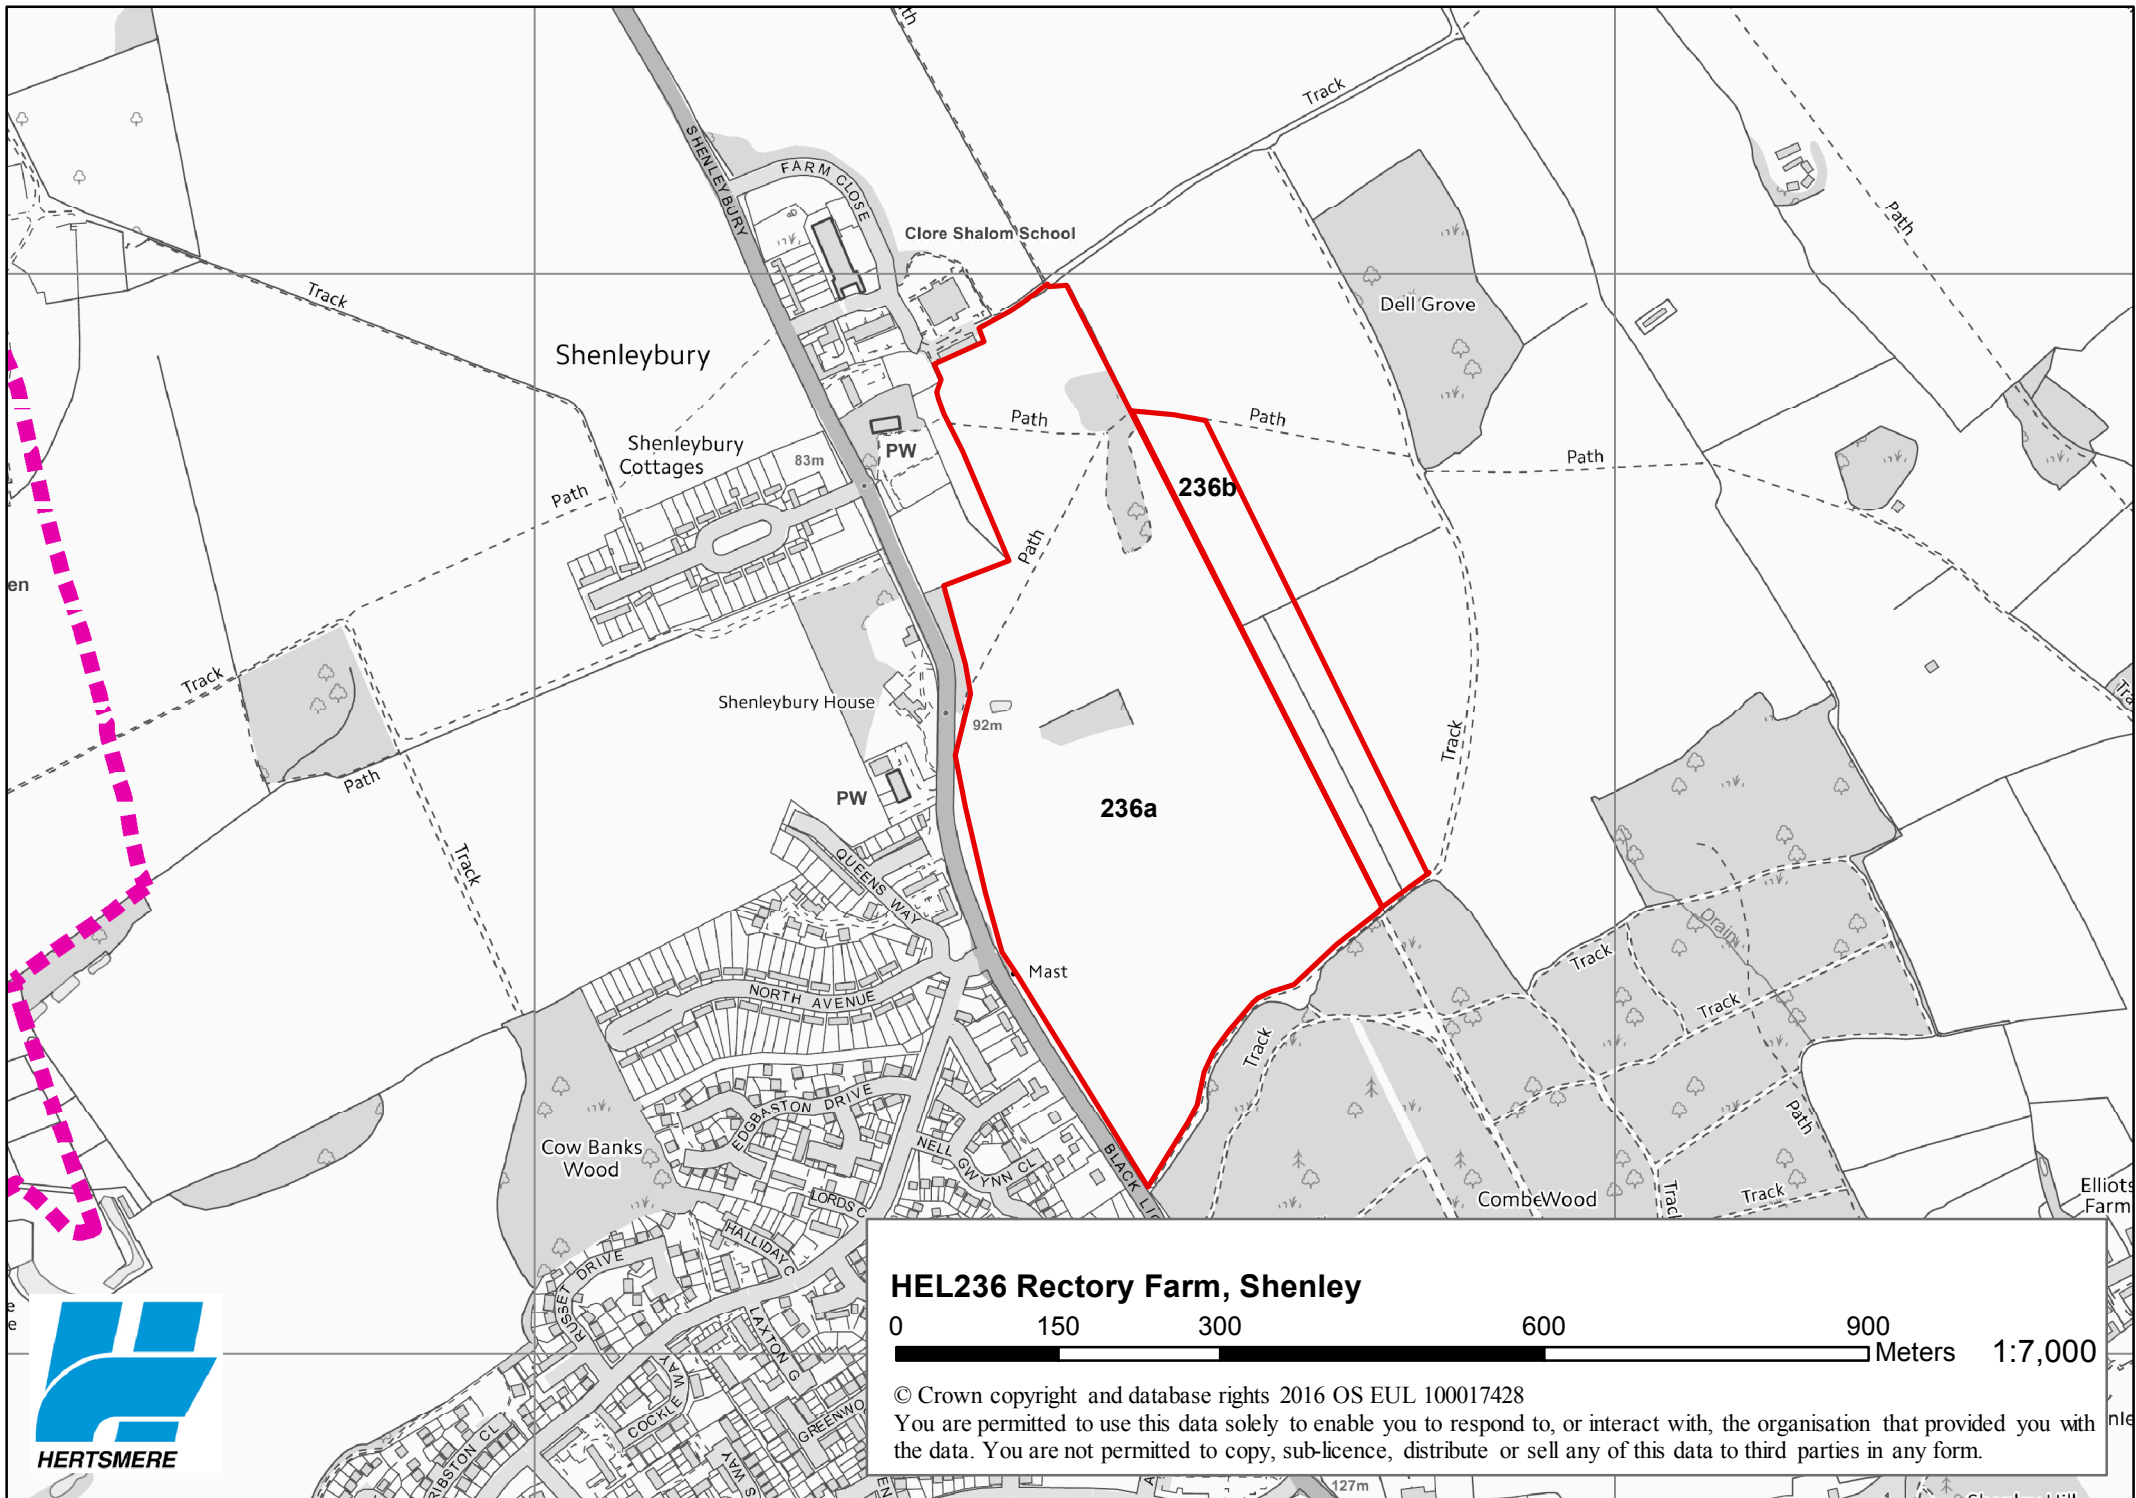 Track
SHENLEYBURY
FARM CLOSE
Clore Shalom School
Path
Track
Dell Grove
Shenleybury
Shenleybury
Cottages
83m
PW
Path
Path
Path
Path
236b
Path
en
Track
Path
Shenleybury House
92m
Track
PW
236a
Track
QUEENS WAY
Mast
NORTH AVENUE
Drain
Track
Track
Track
EDGBASTON DRIVE
NELL GWYNN CL
Path
Cow Banks
Wood
BLACK LIO
LORDS C
CombeWood
Track
Track
Elliots
Farm
HALLIDAY C
RUSSET DRIVE
LAXTON G
COCKLE WAY
GREENWO
RIBSTON CL
WAY S
HEL236 Rectory Farm, Shenley
0 150 300 600 900
Meters 1:7,000
© Crown copyright and database rights 2016 OS EUL 100017428
You are permitted to use this data solely to enable you to respond to, or interact with, the organisation that provided you with
the data. You are not permitted to copy, sub-licence, distribute or sell any of this data to third parties in any form.
HERTSMERE
127m